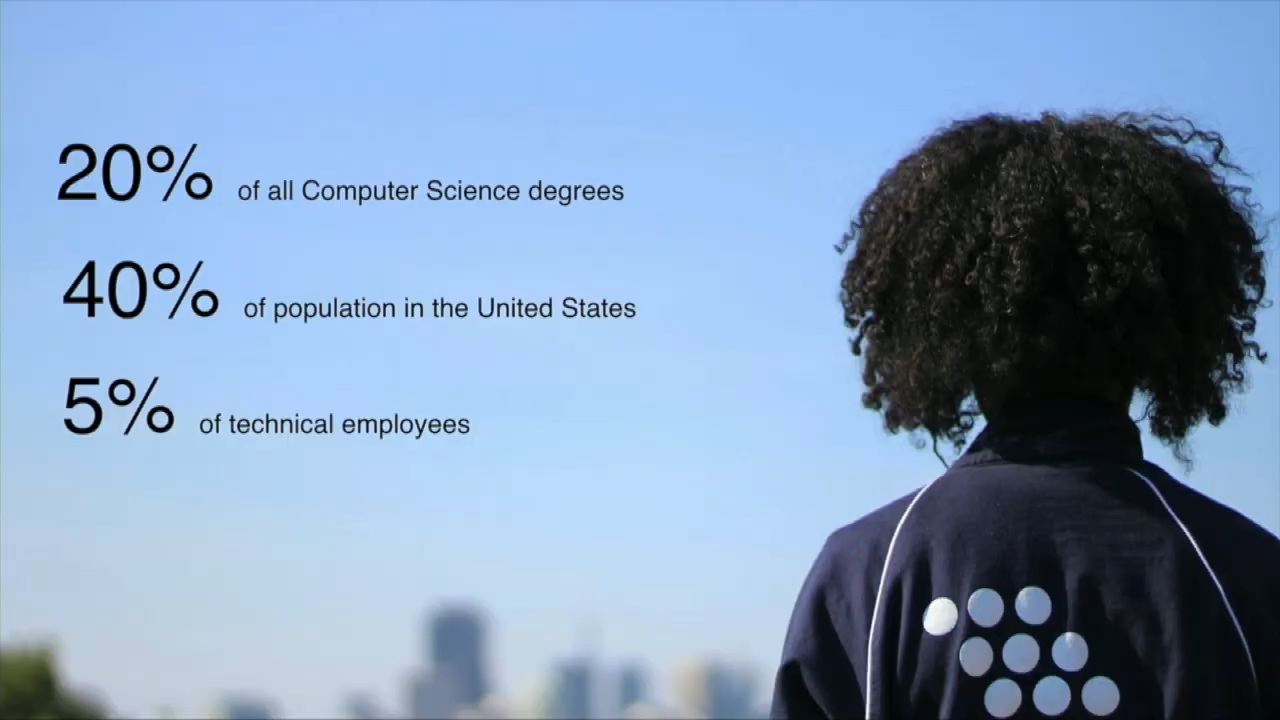 20% of all Computer Science degrees
40% of population in the United States
5% of technical employees